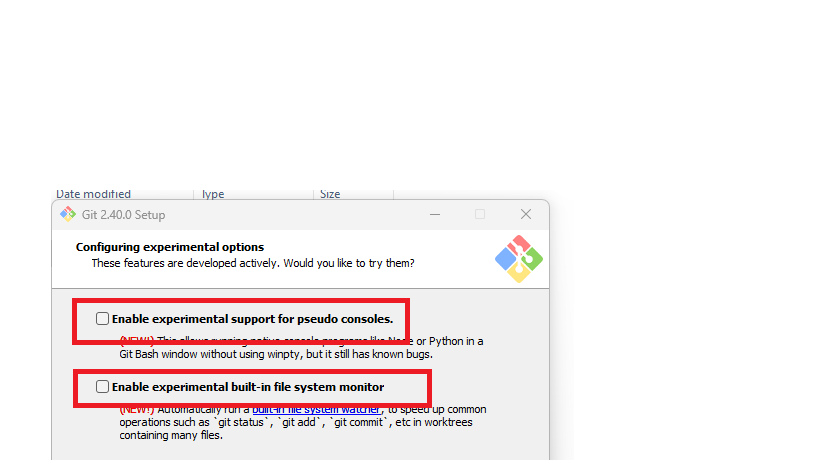 Date modified Type Size
Git 2.40.0 Setup
Configuring experimental options
These features are developed actively. Would you like to try them?
Enable experimental support for pseudo consoles.
(NEW!) This allows running native console programs like Node or Python in a
Git Bash window without using winpty, but it still has known bugs.
Enable experimental built-in file system monitor
(NEW!) Automatically run a built-in file system watcher, to speed up common
operations such as `git status`, `git add`, `git commit`, etc in worktrees
containing many files.